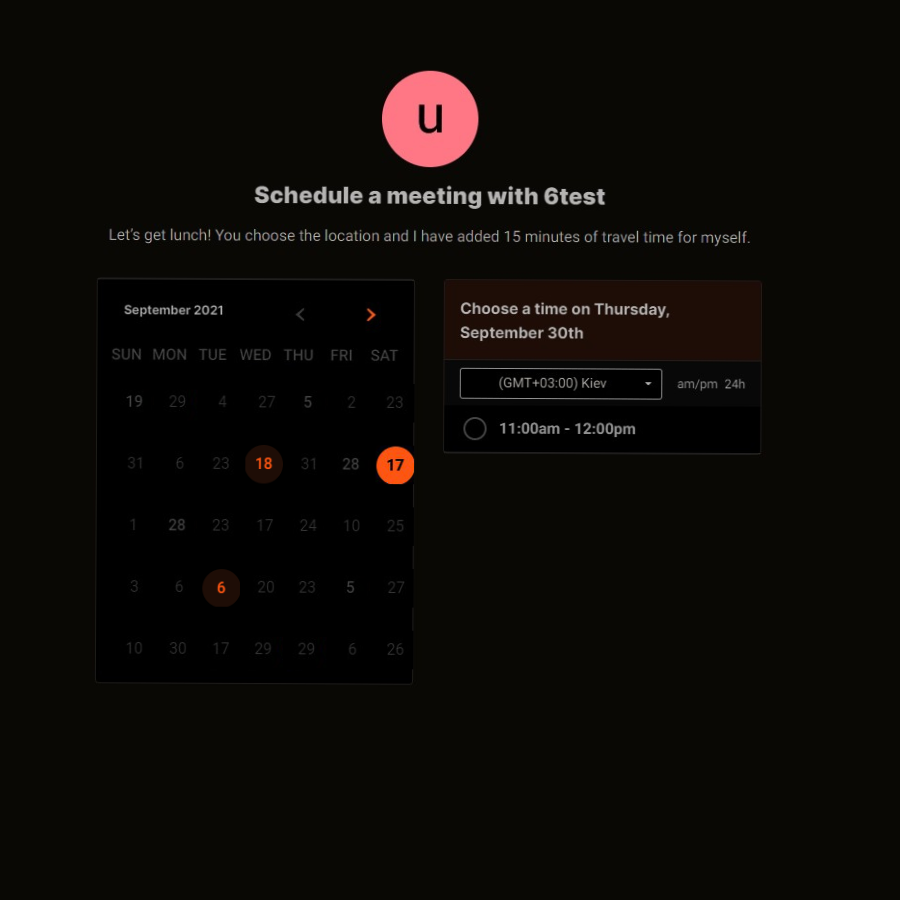 u
Schedule a meeting with 6test
Let's get lunch! You choose the location and I have added 15 minutes of travel time for myself.
September 2021
SUN MON TUE WED THU FRI SAT
19 29 4 27 5 2 23
31 6 23 18 31 28 17
1 28 23 17 24 10 25
3 6 6 20 23 5 27
10 30 17 29 29 6 26
Choose a time on Thursday,
September 30th
(GMT+03:00) Kiev am/pm 24h
11:00am - 12:00pm